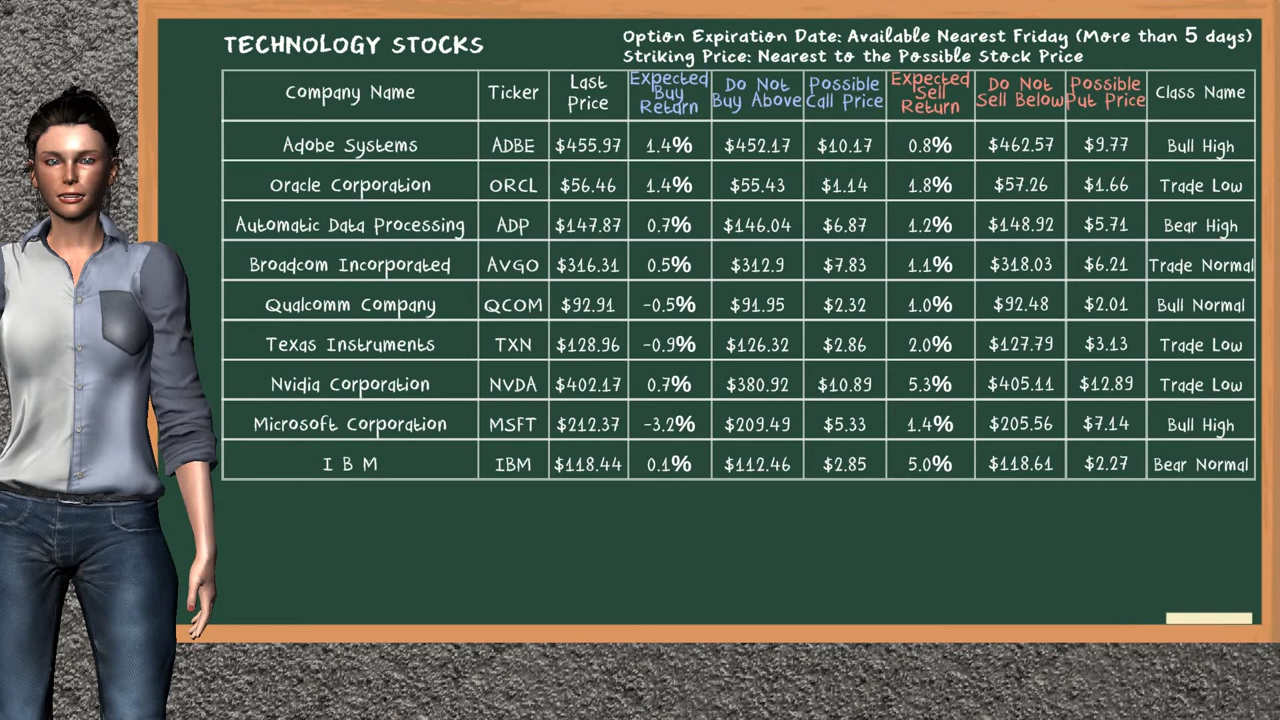 TECHNOLOGY STOCKS
Option Expiration Date: Available Nearest Friday (More than 5 days)
Striking Price: Nearest to the Possible Stock Price
Company Name Ticker Last Price Expected Buy Return Do Not Buy Above Possible Call Price Expected Sell Return Do Not Sell Below Possible Put Price Class Name
Adobe Systems ADBE $455.97 1.4% $452.17 $10.17 0.8% $462.57 $9.77 Bull High
Oracle Corporation ORCL $56.46 1.4% $55.43 $1.14 1.8% $57.26 $1.66 Trade Low
Automatic Data Processing ADP $147.87 0.7% $146.04 $6.87 1.2% $148.92 $5.71 Bear High
Broadcom Incorporated AVGO $316.31 0.5% $312.9 $7.83 1.1% $318.03 $6.21 Trade Normal
Qualcomm Company QCOM $92.91 -0.5% $91.95 $2.32 1.0% $92.48 $2.01 Bull Normal
Texas Instruments TXN $128.96 -0.9% $126.32 $2.86 2.0% $127.79 $3.13 Trade Low
Nvidia Corporation NVDA $402.17 0.7% $380.92 $10.89 5.3% $405.11 $12.89 Trade Low
Microsoft Corporation MSFT $212.37 -3.2% $209.49 $5.33 1.4% $205.56 $7.14 Bull High
I B M IBM $118.44 0.1% $112.46 $2.85 5.0% $118.61 $2.27 Bear Normal